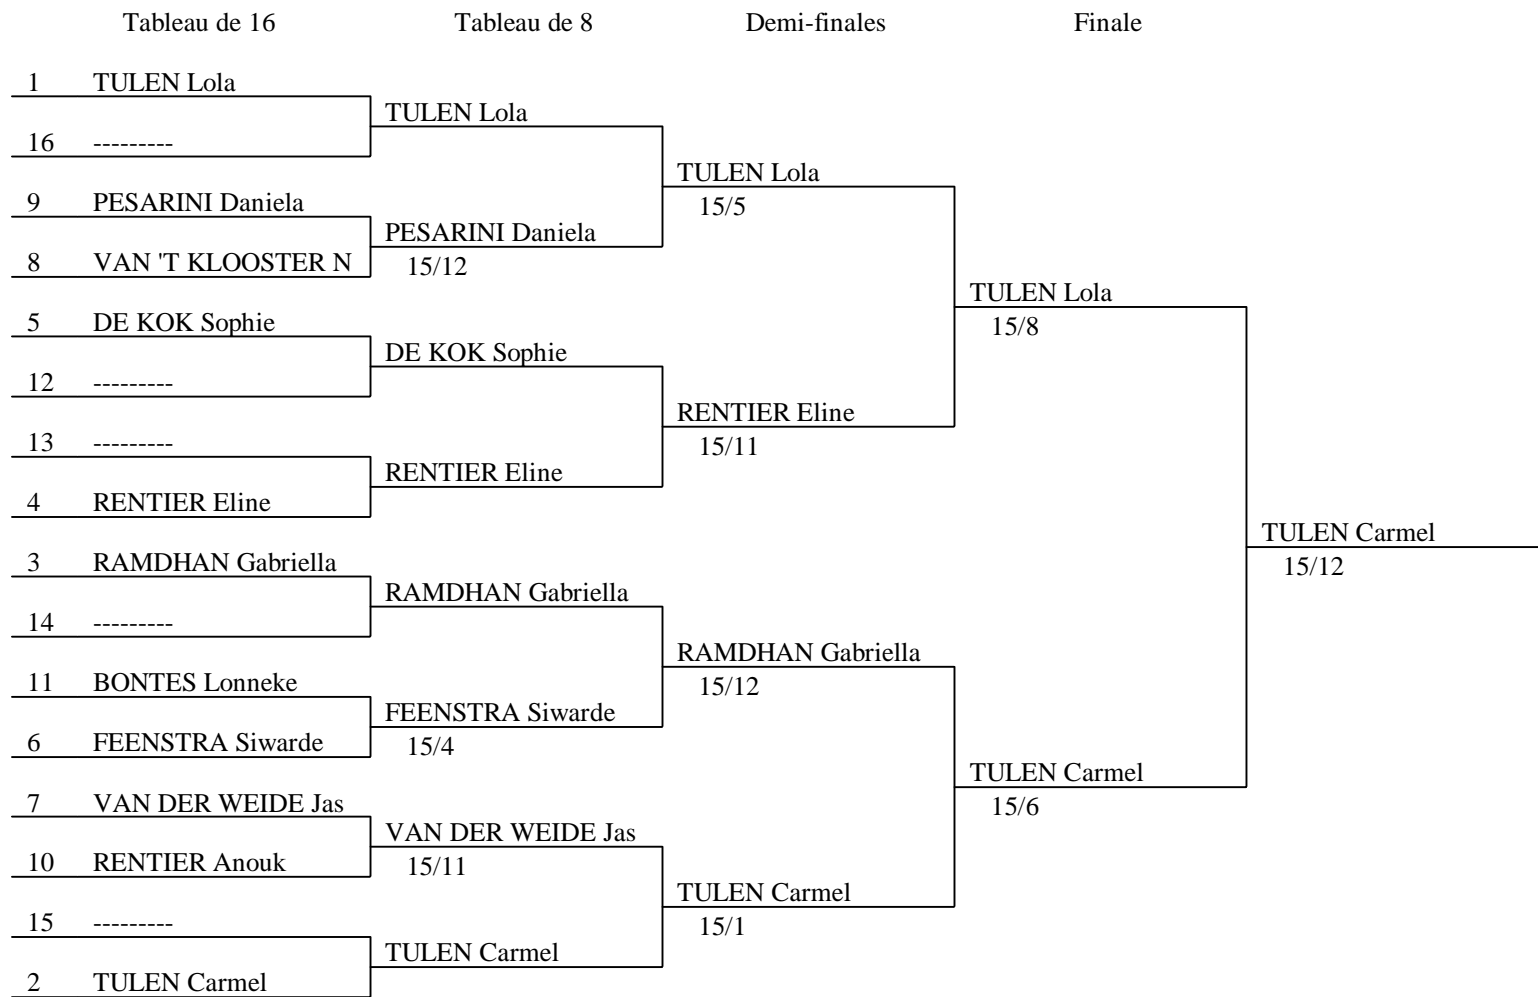 Tableau de 16 Tableau de 8 Demi-finales Finale
1 TULEN Lola
TULEN Lola
16 ---------
TULEN Lola
15/5
9 PESARINI Daniela
PESARINI Daniela
15/12
8 VAN 'T KLOOSTER N
TULEN Lola
15/8
5 DE KOK Sophie
DE KOK Sophie
12 ---------
RENTIER Eline
15/11
13 ---------
RENTIER Eline
4 RENTIER Eline
TULEN Carmel
15/12
3 RAMDHAN Gabriella
RAMDHAN Gabriella
14 ---------
RAMDHAN Gabriella
15/12
11 BONTES Lonneke
FEENSTRA Siwarde
15/4
6 FEENSTRA Siwarde
TULEN Carmel
15/6
7 VAN DER WEIDE Jas
VAN DER WEIDE Jas
15/11
10 RENTIER Anouk
TULEN Carmel
15/1
15 ---------
TULEN Carmel
2 TULEN Carmel